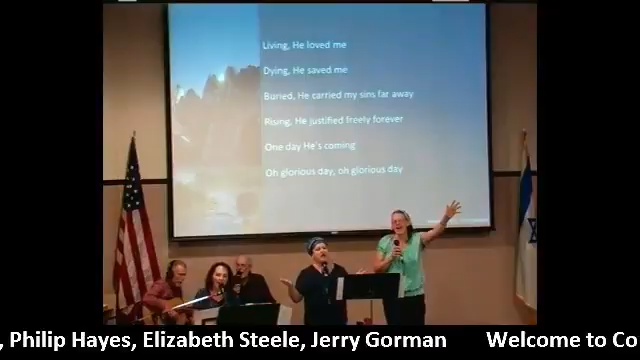 Living, He loved me
Dying, He saved me
Buried, He carried my sins far away
Rising, He justified freely forever
One day He's coming
Oh glorious day, oh glorious day
, Philip Hayes, Elizabeth Steele, Jerry Gorman Welcome to Co